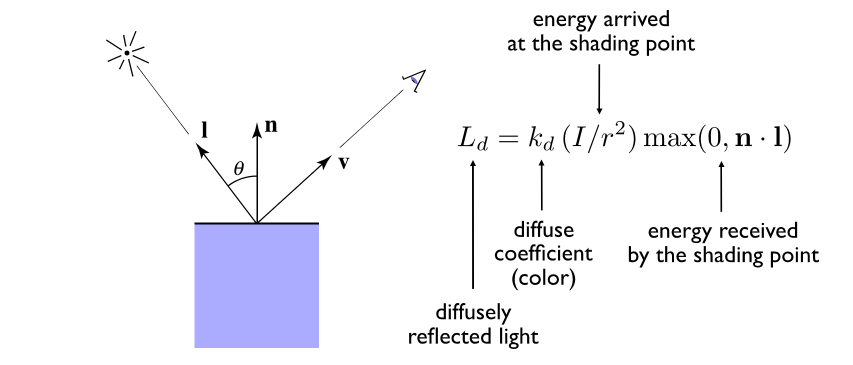 energy arrived
at the shading point
l
n
θ
v
L_d = k_d (I/r²) max(0, n · l)
diffuse
coefficient
(color)
energy received
by the shading point
diffusely
reflected light